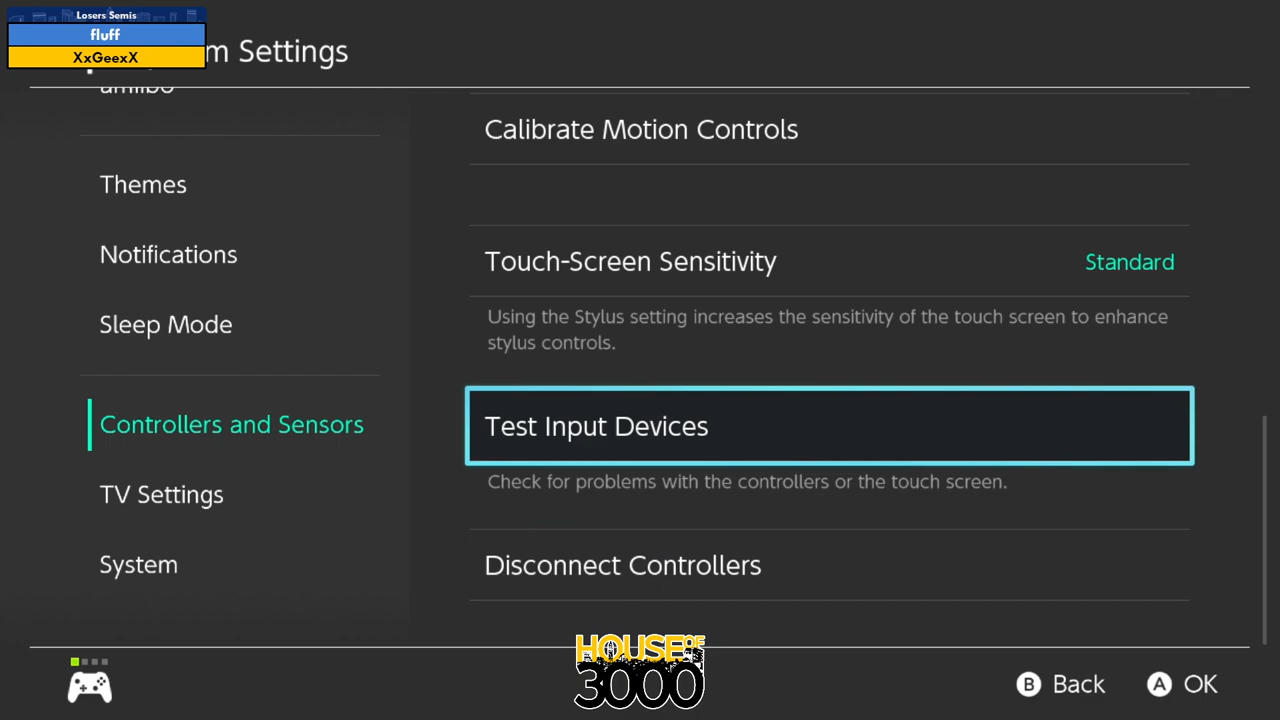 Losers Semis
fluff
XxGeexX
m Settings
amiibo
Themes
Notifications
Sleep Mode
Controllers and Sensors
TV Settings
System
Calibrate Motion Controls
Touch-Screen Sensitivity Standard
Using the Stylus setting increases the sensitivity of the touch screen to enhance
stylus controls.
Test Input Devices
Check for problems with the controllers or the touch screen.
Disconnect Controllers
HOUSE OF
3000
B Back A OK